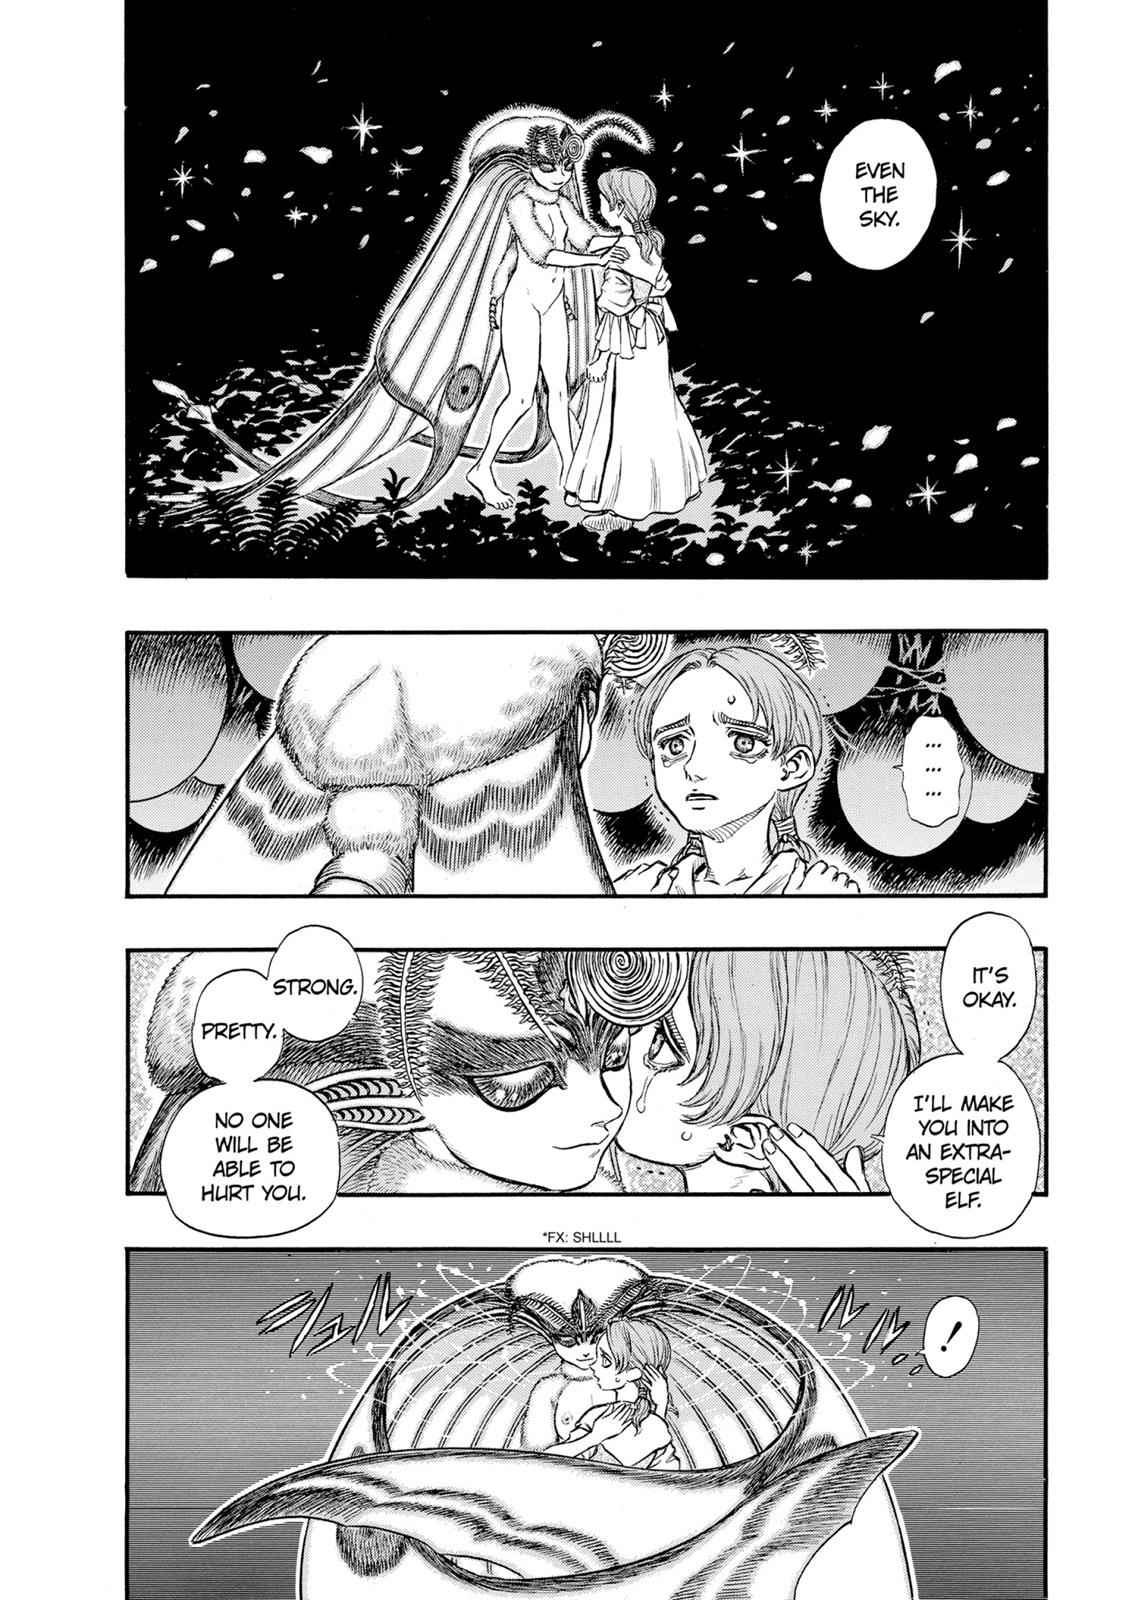 EVEN
THE
SKY.
...
...
...
IT'S
OKAY.
I'LL MAKE
YOU INTO
AN EXTRA-
SPECIAL
ELF.
STRONG.
PRETTY.
NO ONE
WILL BE
ABLE TO
HURT YOU.
*FX: SHLLLL
!
シュル
ルル